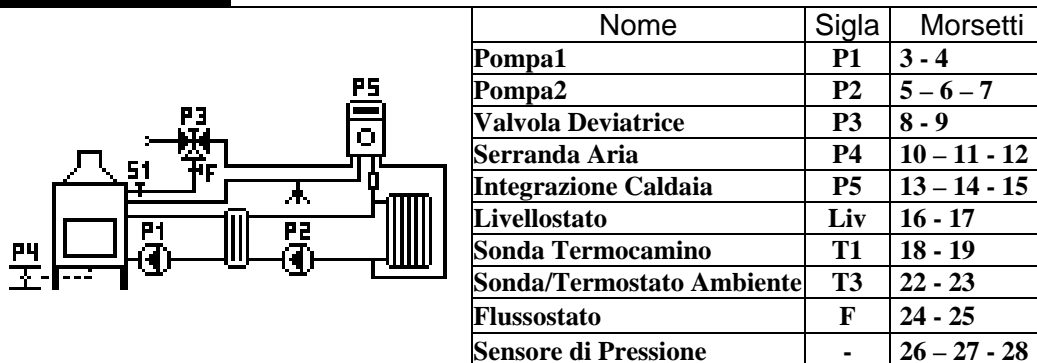 P5
P3
S1
F
P1
P2
P4
Nome Sigla Morsetti
Pompa1 P1 3 - 4
Pompa2 P2 5 – 6 – 7
Valvola Deviatrice P3 8 - 9
Serranda Aria P4 10 – 11 - 12
Integrazione Caldaia P5 13 – 14 - 15
Livellostato Liv 16 - 17
Sonda Termocamino T1 18 - 19
Sonda/Termostato Ambiente T3 22 - 23
Flussostato F 24 - 25
Sensore di Pressione - 26 – 27 - 28